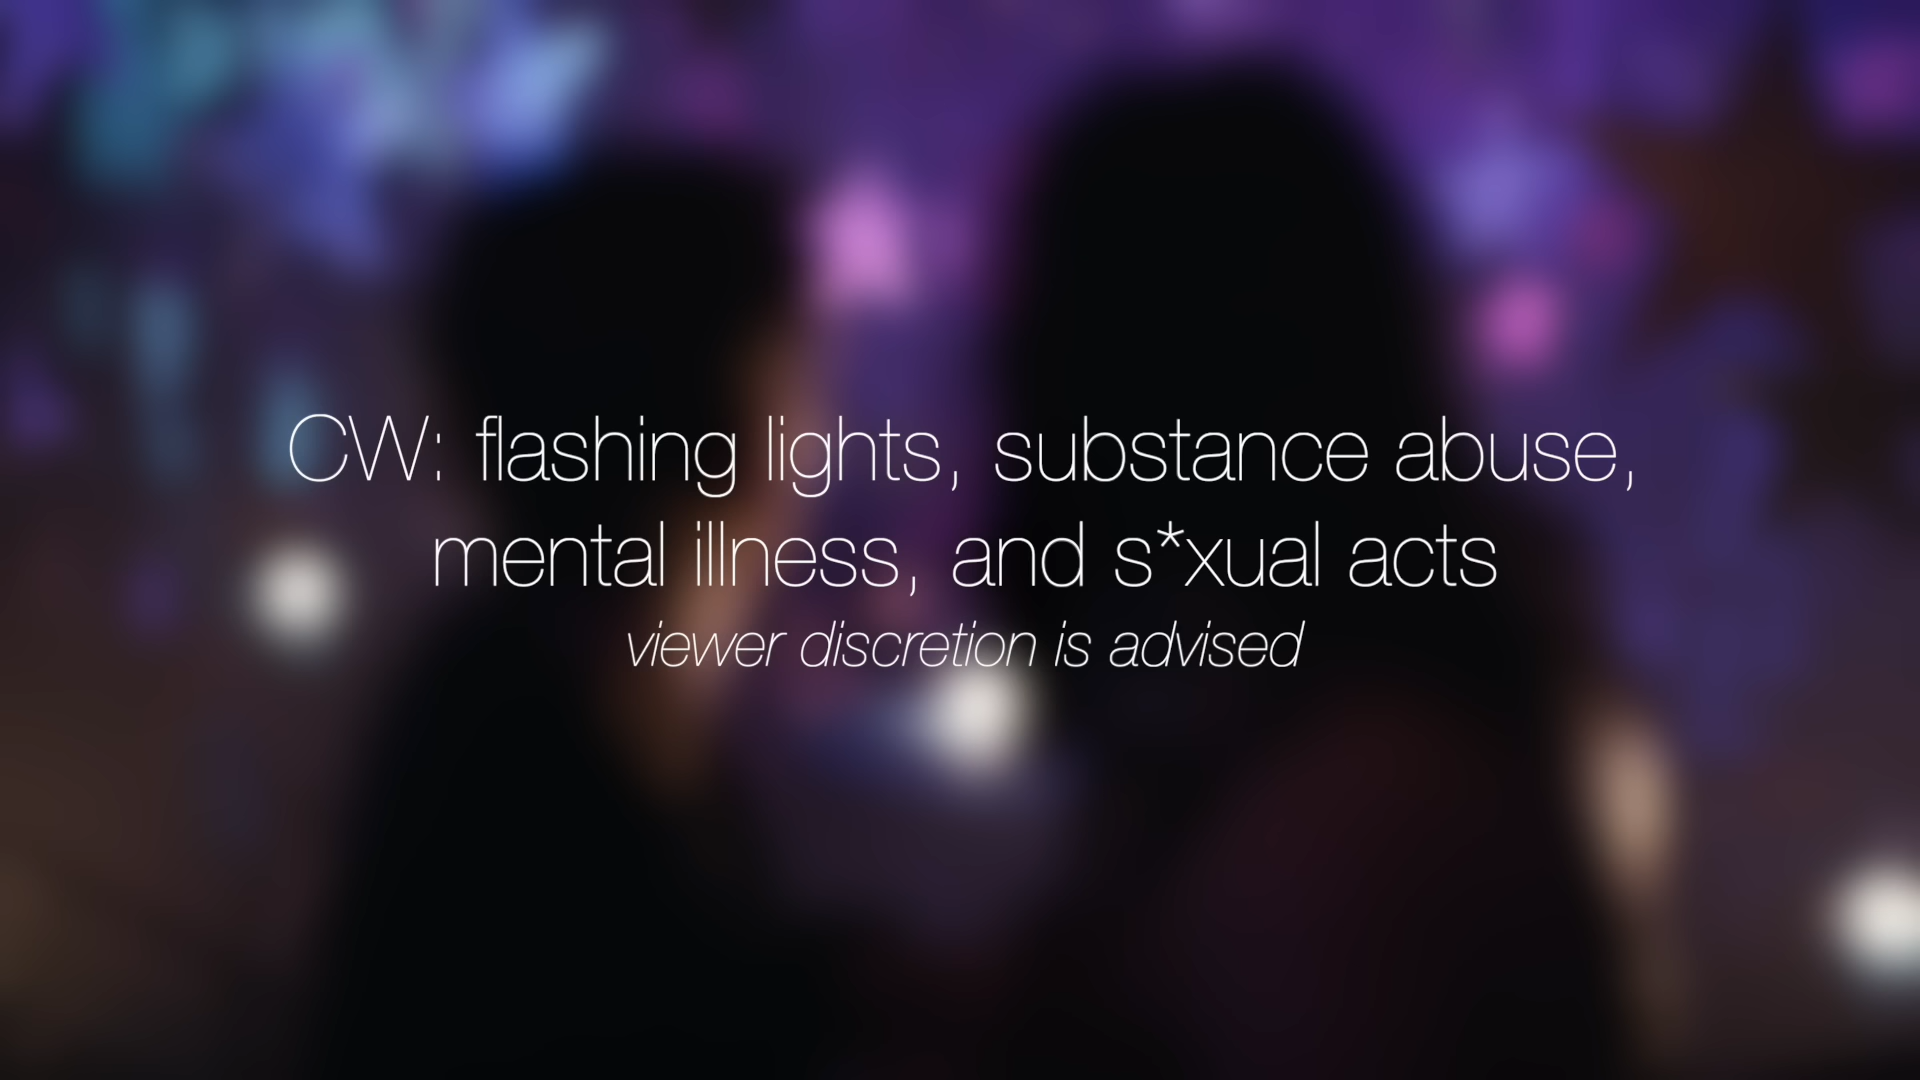 CW: flashing lights, substance abuse,
mental illness, and s*xual acts
viewer discretion is advised